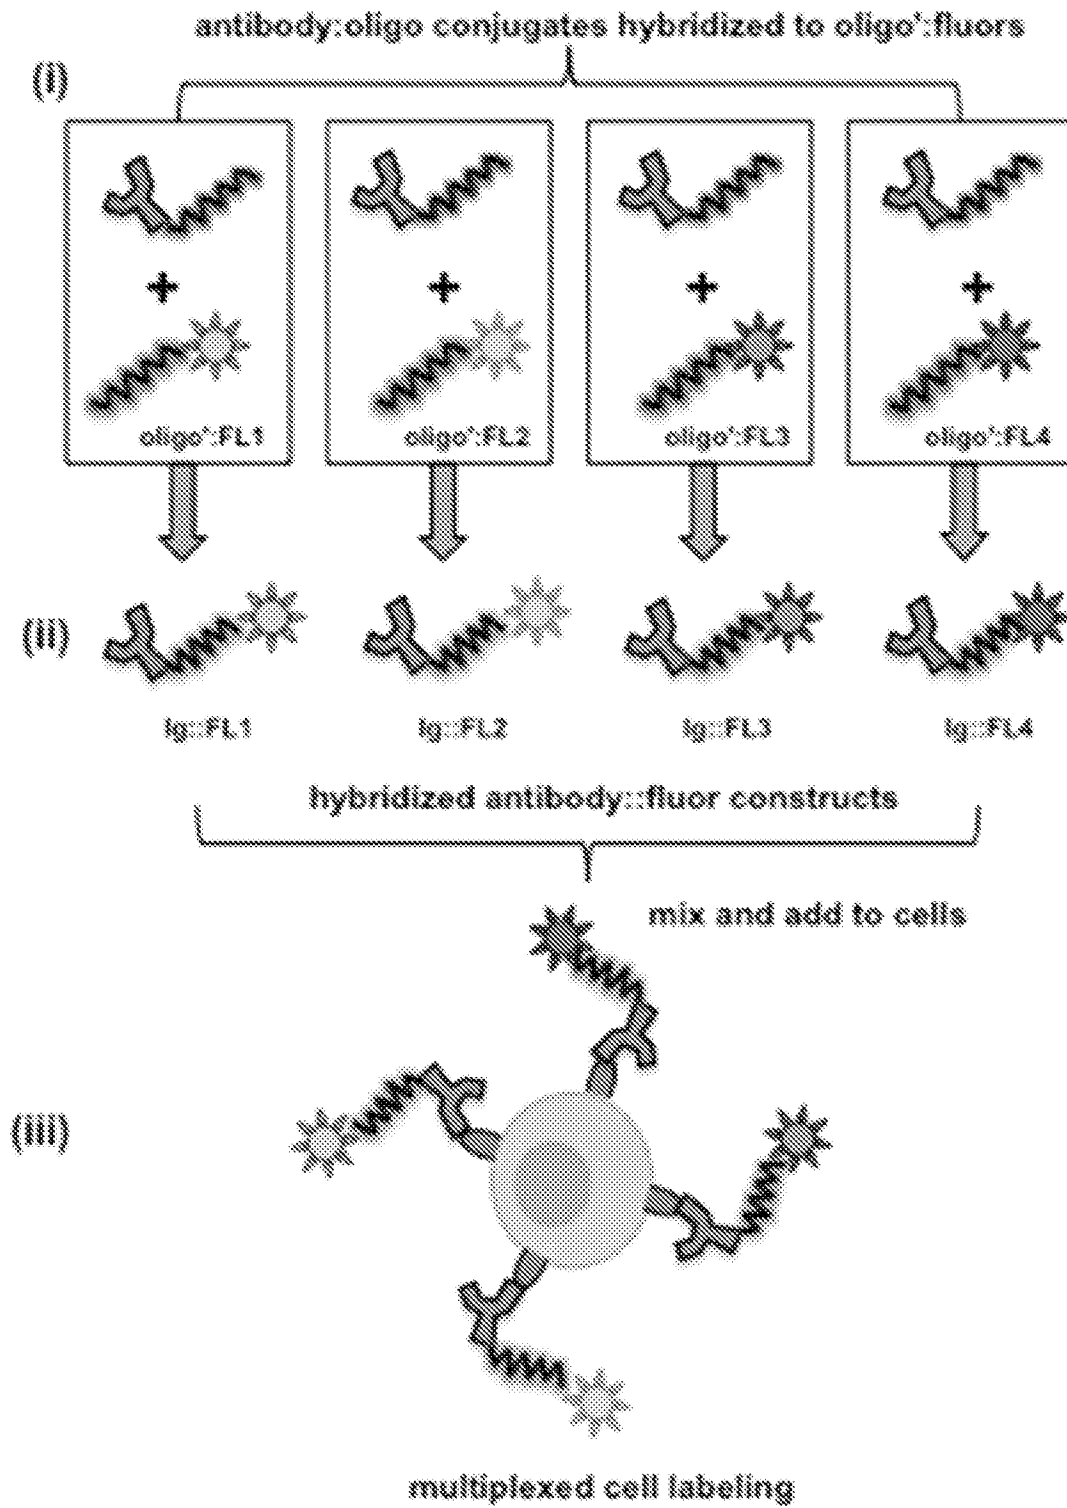 antibody:oligo conjugates hybridized to oligo':fluors
(i)
+ + + +
oligo':FL1 oligo':FL2 oligo':FL3 oligo':FL4
(ii)
Ig::FL1 Ig::FL2 Ig::FL3 Ig::FL4
hybridized antibody::fluor constructs
mix and add to cells
(iii)
multiplexed cell labeling